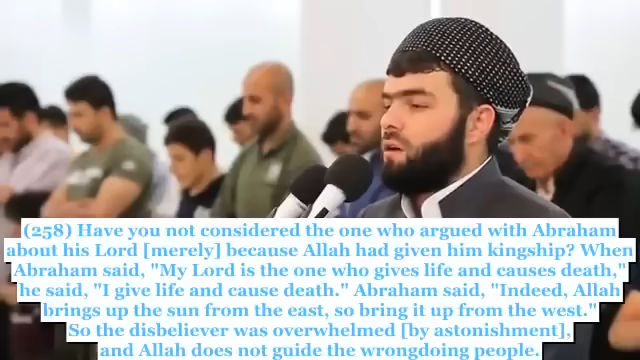 (258) Have you not considered the one who argued with Abraham
about his Lord [merely] because Allah had given him kingship? When
Abraham said, "My Lord is the one who gives life and causes death,"
he said, "I give life and cause death." Abraham said, "Indeed, Allah
brings up the sun from the east, so bring it up from the west."
So the disbeliever was overwhelmed [by astonishment],
and Allah does not guide the wrongdoing people.